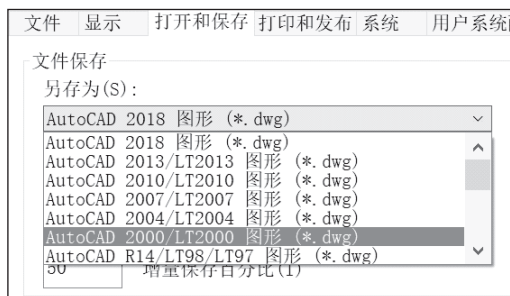 文件 显示 打开和保存 打印和发布 系统 用户系统
文件保存
另存为(S):
AutoCAD 2018 图形 (*.dwg)
AutoCAD 2018 图形 (*.dwg)
AutoCAD 2013/LT2013 图形 (*.dwg)
AutoCAD 2010/LT2010 图形 (*.dwg)
AutoCAD 2007/LT2007 图形 (*.dwg)
AutoCAD 2004/LT2004 图形 (*.dwg)
AutoCAD 2000/LT2000 图形 (*.dwg)
AutoCAD R14/LT98/LT97 图形 (*.dwg)
50 增量保存百分比(I)